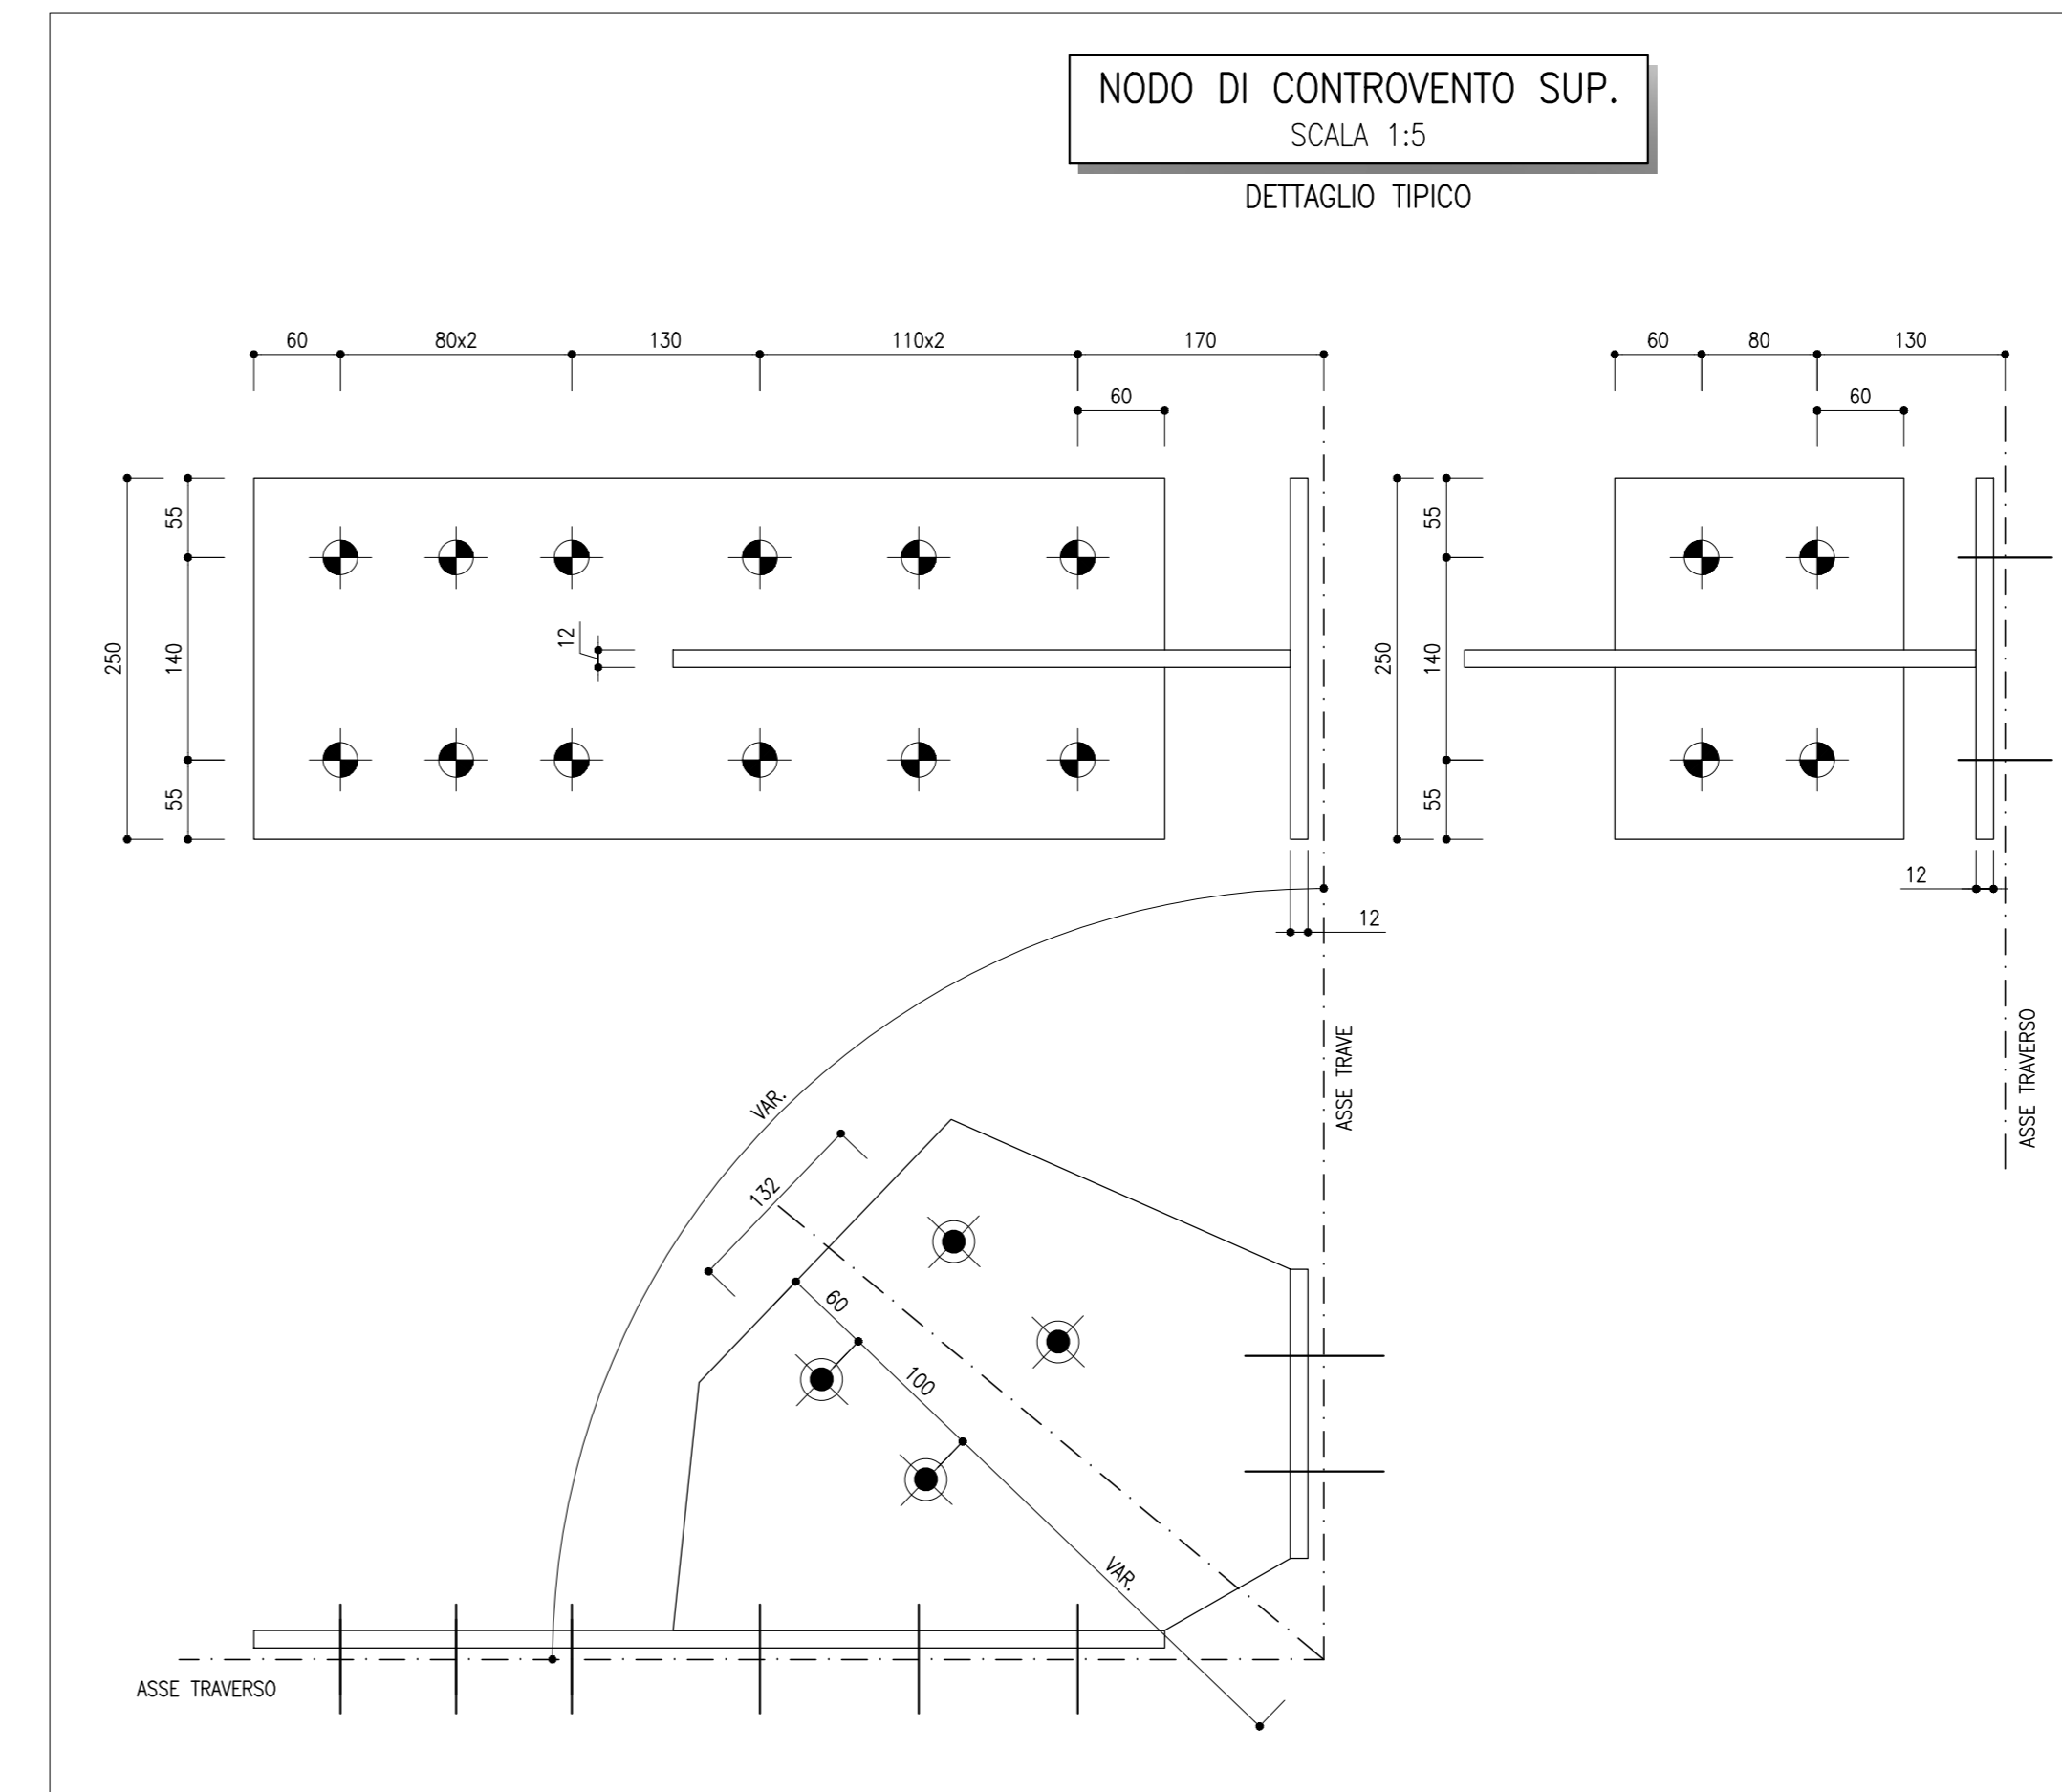 NODO DI CONTROVENTO SUP.
SCALA 1:5
DETTAGLIO TIPICO
60 80x2 130 110x2 170
60 80 130
60
60
55
140
55
250
12
55
140
55
250
12
12
ASSE TRAVE
ASSE TRAVERSO
VAR.
132
60
100
VAR.
ASSE TRAVERSO